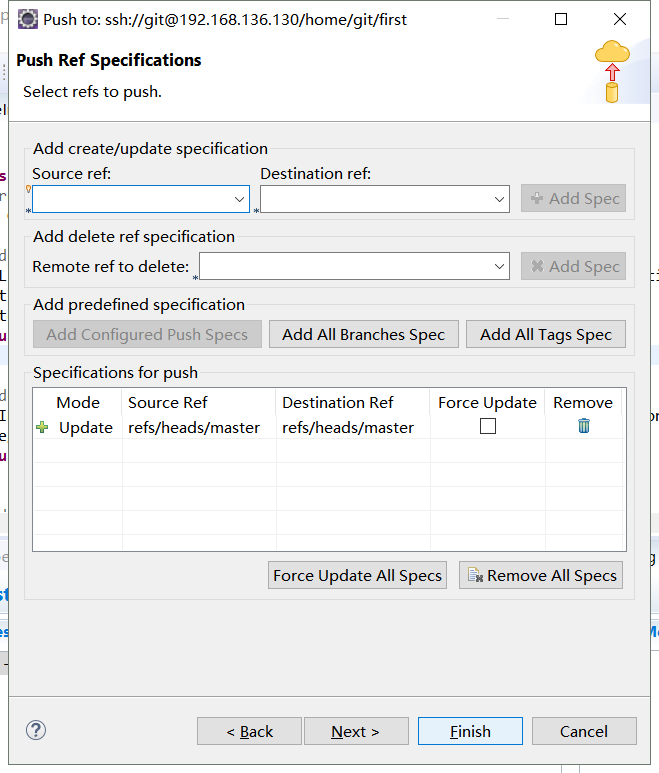 Push to: ssh://git@192.168.136.130/home/git/first
Push Ref Specifications
Select refs to push.
Add create/update specification
Source ref: Destination ref:
* * Add Spec
Add delete ref specification
Remote ref to delete: * Add Spec
Add predefined specification
Add Configured Push Specs Add All Branches Spec Add All Tags Spec
Specifications for push
Mode Source Ref Destination Ref Force Update Remove
Update refs/heads/master refs/heads/master
Force Update All Specs Remove All Specs
? < Back Next > Finish Cancel